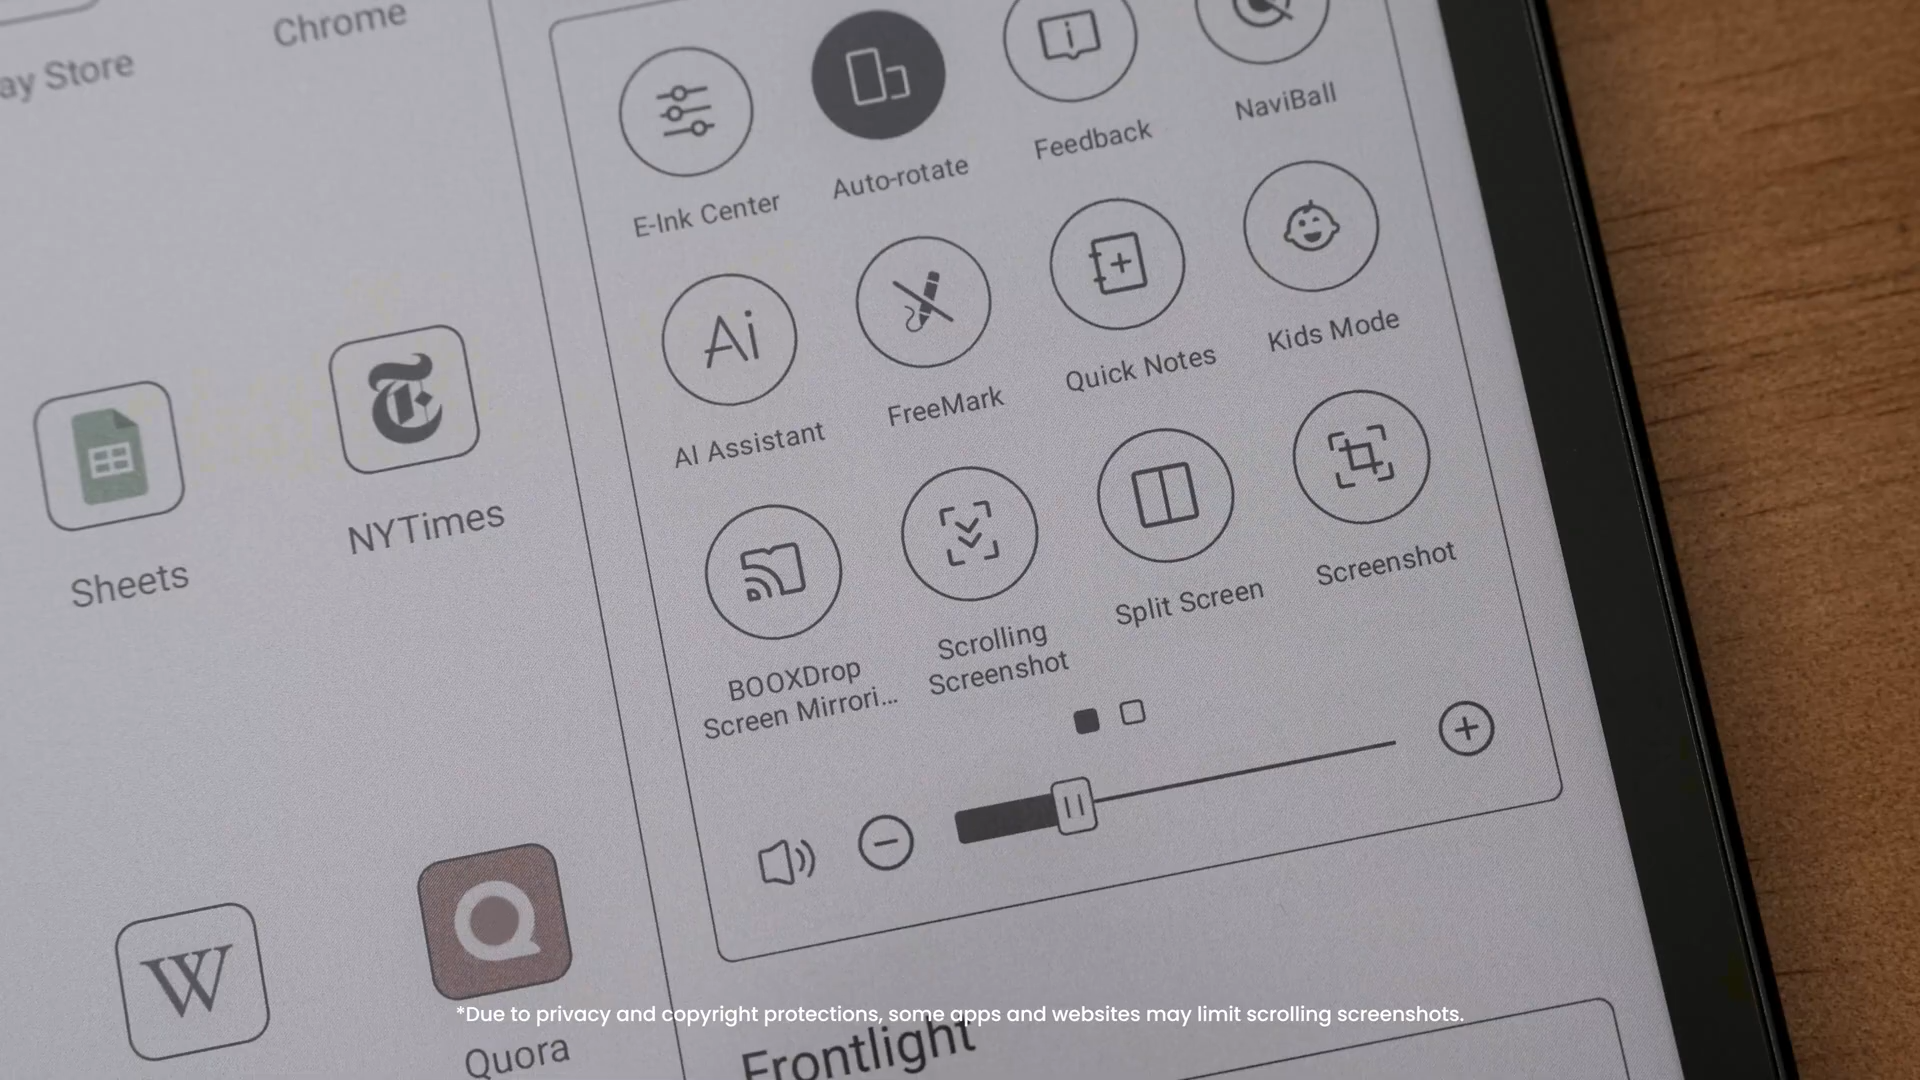 Chrome
ay Store
E-Ink Center
Auto-rotate
Feedback
NaviBall
Ai
AI Assistant
FreeMark
Quick Notes
Kids Mode
Sheets
NYTimes
BOOXDrop
Screen Mirrori...
Scrolling
Screenshot
Split Screen
Screenshot
W
Quora
*Due to privacy and copyright protections, some apps and websites may limit scrolling screenshots.
Frontlight